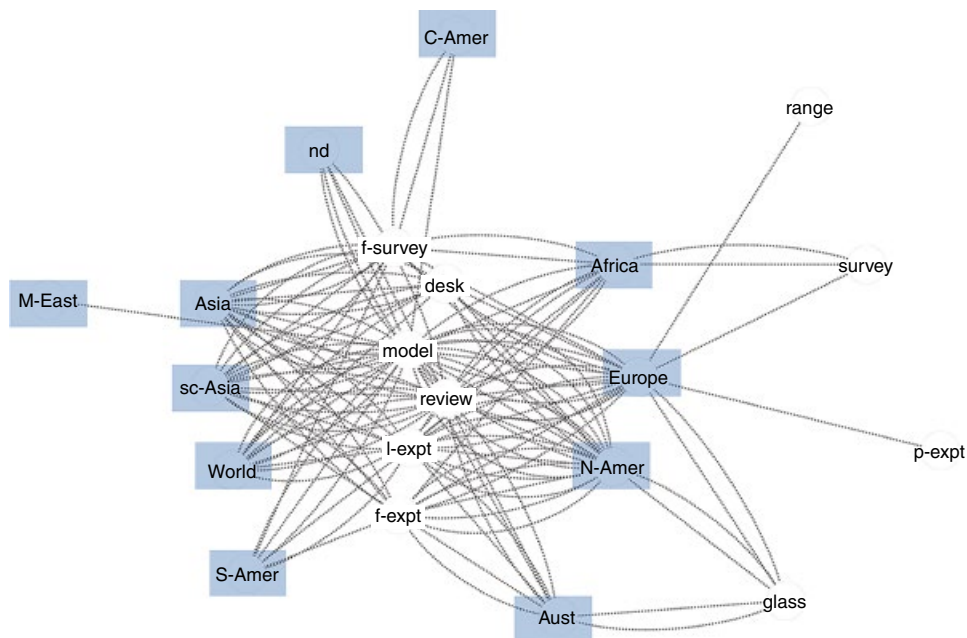 C-Amer
range
nd
f-survey
Africa
survey
desk
M-East
Asia
model
Europe
sc-Asia
review
l-expt
p-expt
World
N-Amer
f-expt
S-Amer
glass
Aust